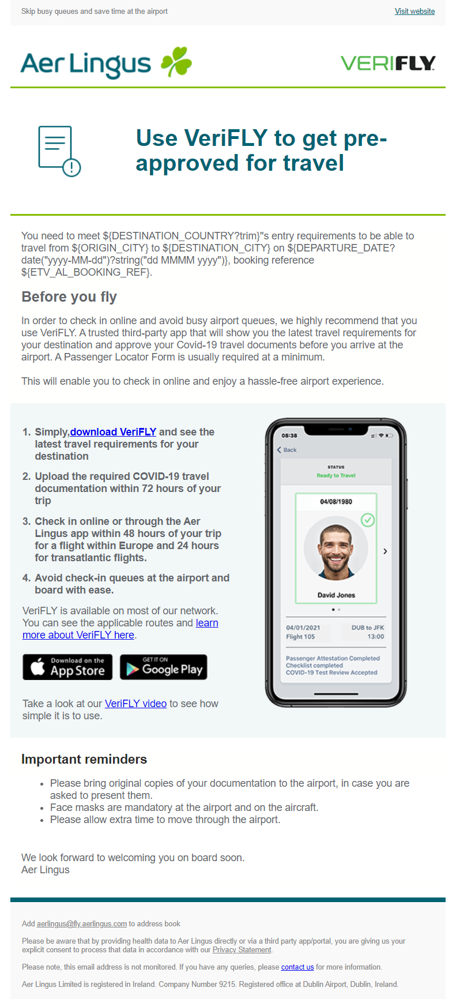 Skip busy queues and save time at the airport
Visit website
Aer Lingus
VERIFLY
Use VeriFLY to get pre-
approved for travel
You need to meet ${DESTINATION_COUNTRY?trim}"s entry requirements to be able to
travel from ${ORIGIN_CITY} to ${DESTINATION_CITY} on ${DEPARTURE_DATE?
date("yyyy-MM-dd")?string("dd MMMM yyyy")}, booking reference
${ETV_AL_BOOKING_REF}.
Before you fly
In order to check in online and avoid busy airport queues, we highly recommend that you
use VeriFLY. A trusted third-party app that will show you the latest travel requirements for
your destination and approve your Covid-19 travel documents before you arrive at the
airport. A Passenger Locator Form is usually required at a minimum.
This will enable you to check in online and enjoy a hassle-free airport experience.
1. Simply,download VeriFLY and see the
latest travel requirements for your
destination
2. Upload the required COVID-19 travel
documentation within 72 hours of your
trip
3. Check in online or through the Aer
Lingus app within 48 hours of your trip
for a flight within Europe and 24 hours
for transatlantic flights.
4. Avoid check-in queues at the airport and
board with ease.
VeriFLY is available on most of our network.
You can see the applicable routes and learn
more about VeriFLY here.
Download on the
App Store
GET IT ON
Google Play
Take a look at our VeriFLY video to see how
simple it is to use.
08:38
Back
STATUS
Ready to Travel
04/08/1980
David Jones
04/01/2021 DUB to JFK
Flight 105 13:00
Passenger Attestation Completed
Checklist completed
COVID-19 Test Review Accepted
Important reminders
• Please bring original copies of your documentation to the airport, in case you are
asked to present them.
• Face masks are mandatory at the airport and on the aircraft.
• Please allow extra time to move through the airport.
We look forward to welcoming you on board soon.
Aer Lingus
Add aerlingus@fly.aerlingus.com to address book
Please be aware that by providing health data to Aer Lingus directly or via a third party app/portal, you are giving us your
explicit consent to process that data in accordance with our Privacy Statement.
Please note, this email address is not monitored. If you have any queries, please contact us for more information.
Aer Lingus Limited is registered in Ireland. Company Number 9215. Registered office at Dublin Airport, Dublin, Ireland.